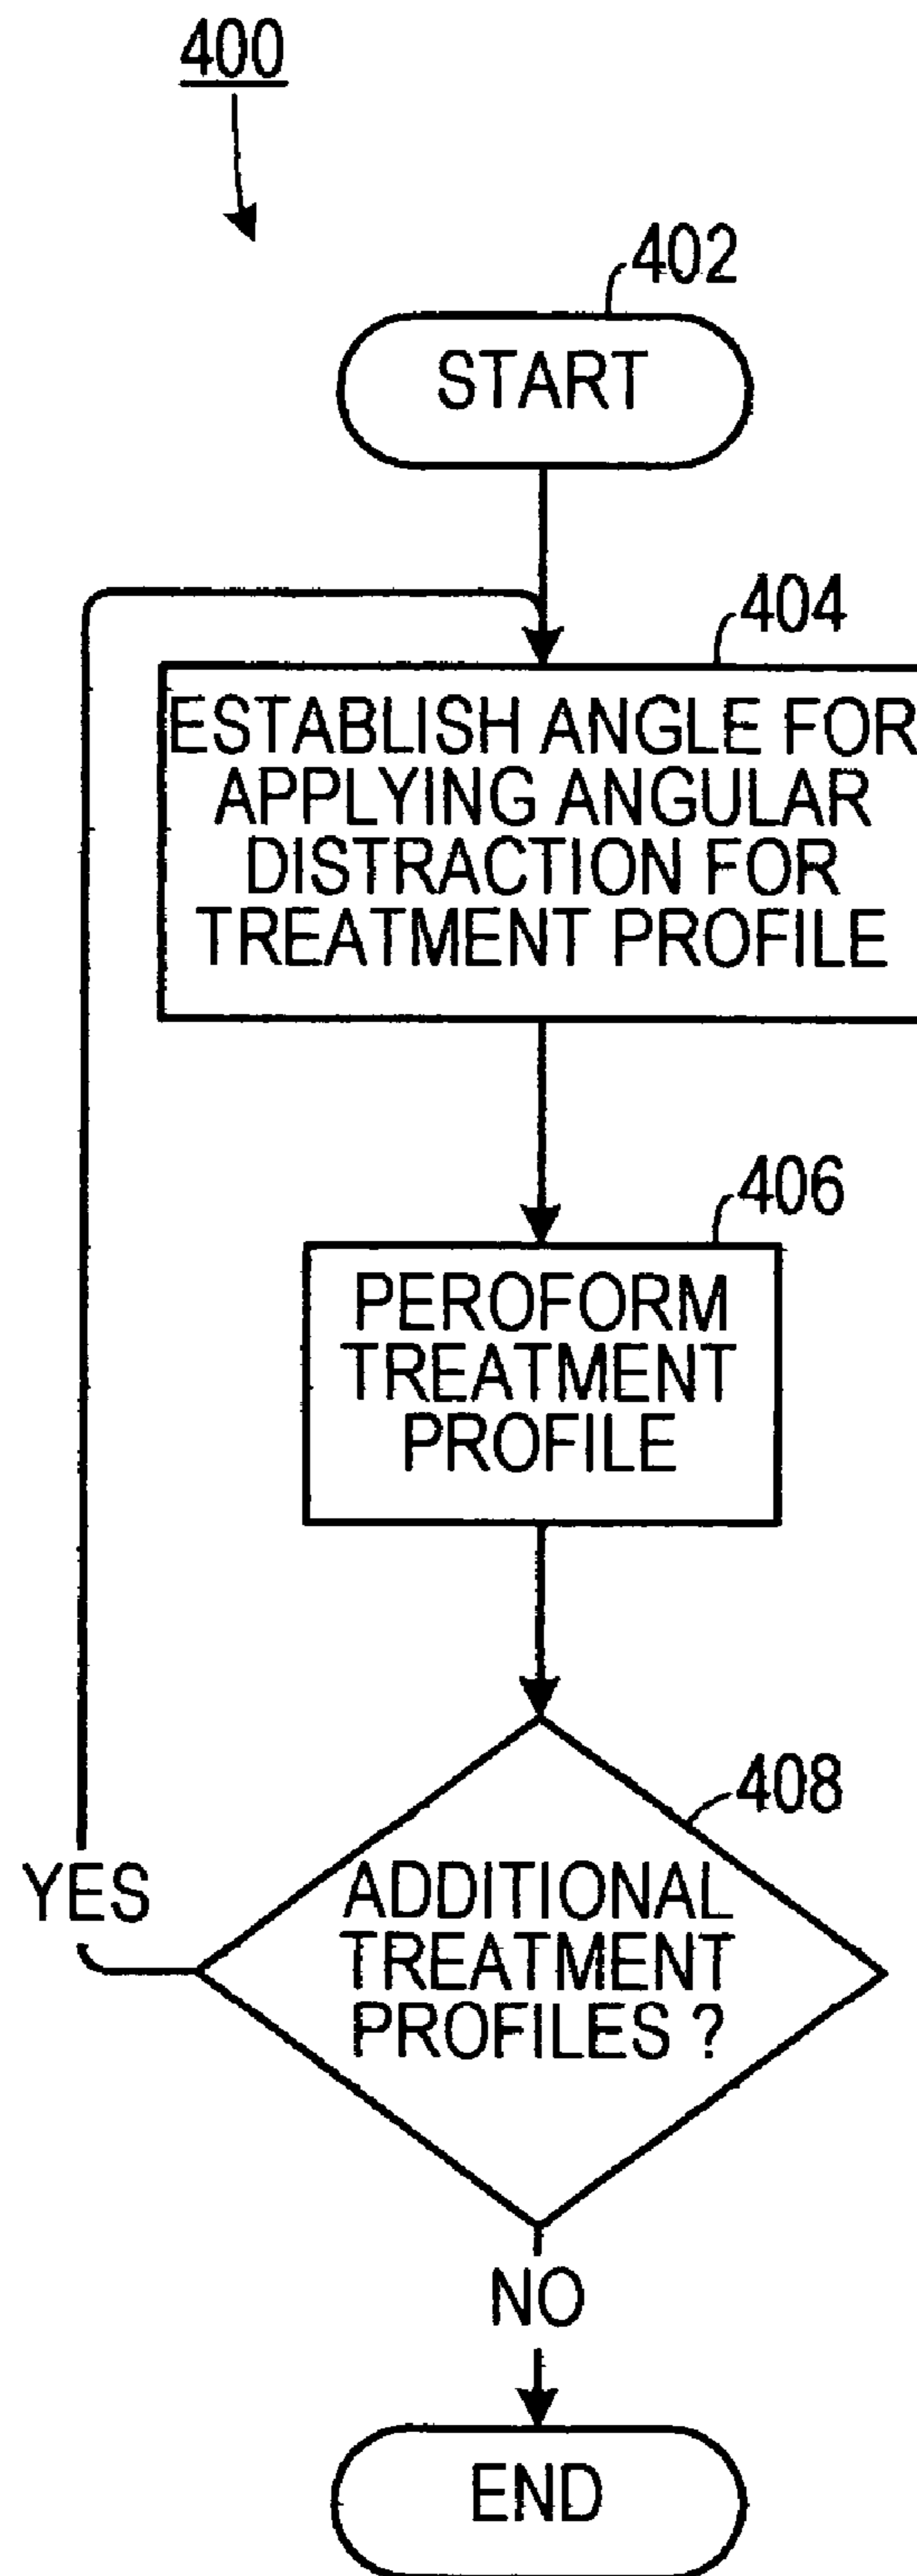 400
402
START
404
ESTABLISH ANGLE FOR
APPLYING ANGULAR
DISTRACTION FOR
TREATMENT PROFILE
406
PEROFORM
TREATMENT
PROFILE
408
ADDITIONAL
TREATMENT
PROFILES ?
YES
NO
END